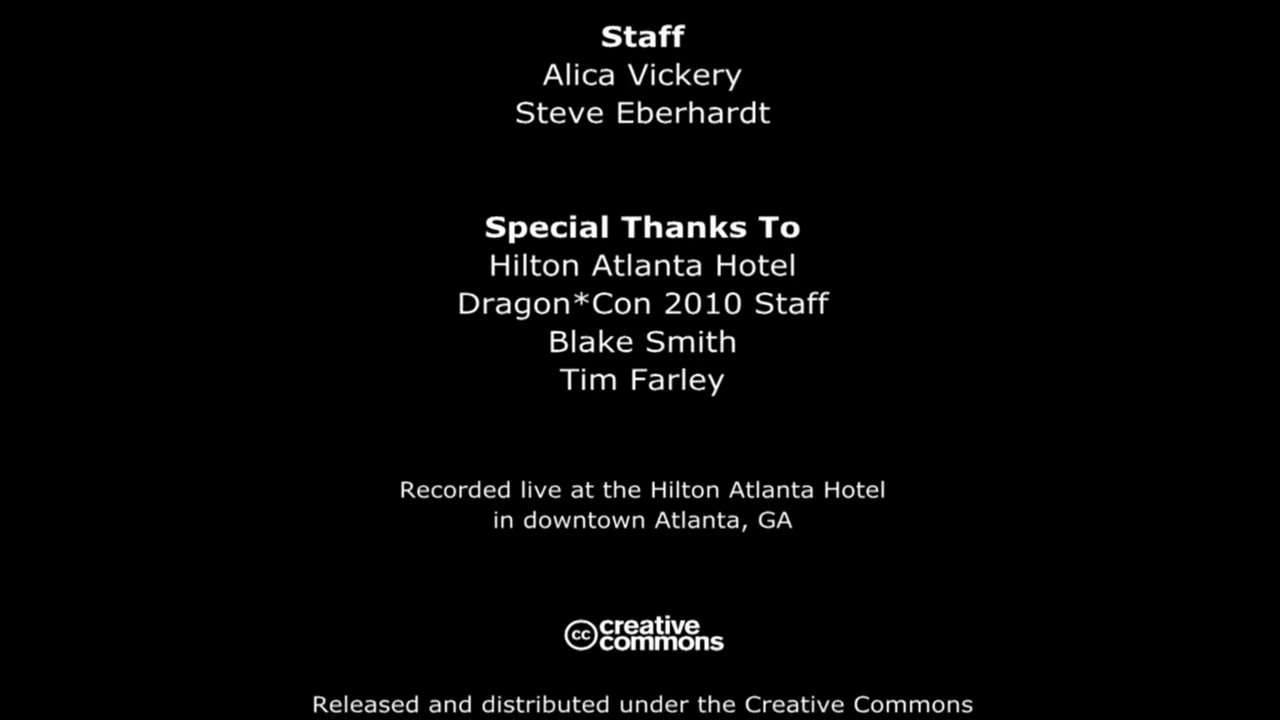 Staff
Alica Vickery
Steve Eberhardt
Special Thanks To
Hilton Atlanta Hotel
Dragon*Con 2010 Staff
Blake Smith
Tim Farley
Recorded live at the Hilton Atlanta Hotel
in downtown Atlanta, GA
cc creative
commons
Released and distributed under the Creative Commons